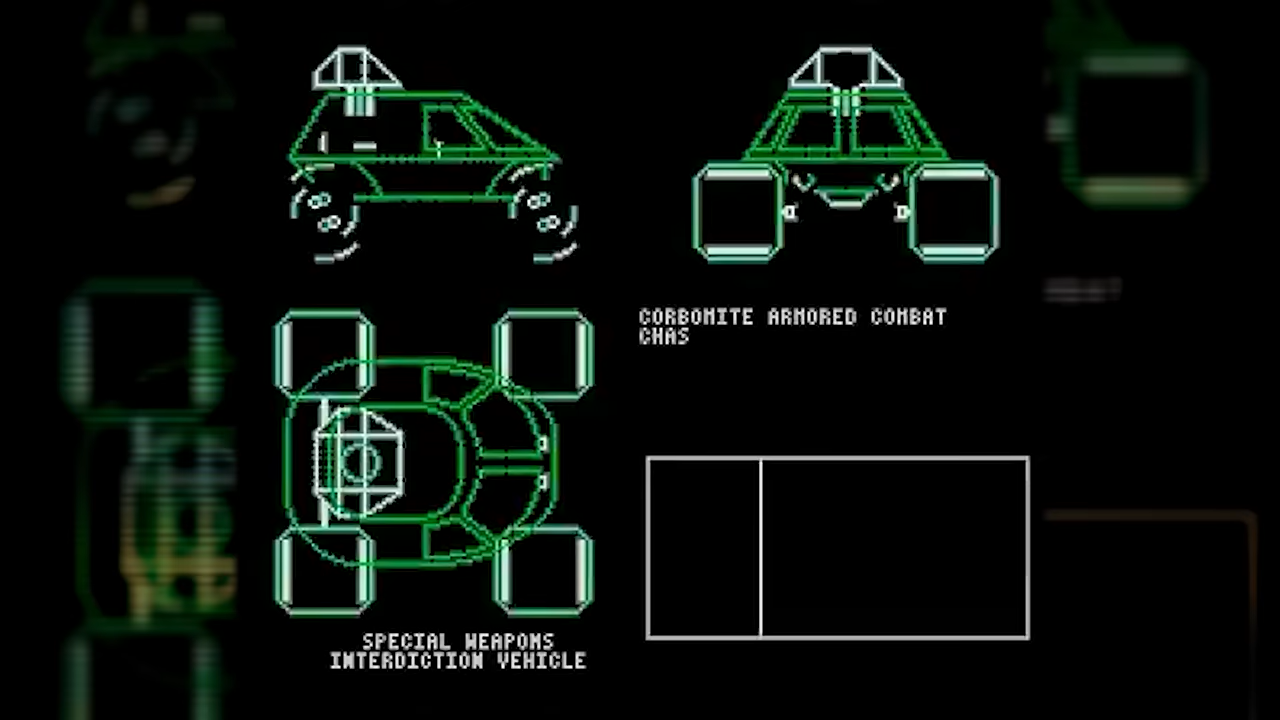 CORBOMITE ARMORED COMBAT
CHAS
SPECIAL WEAPONS
INTERDICTION VEHICLE